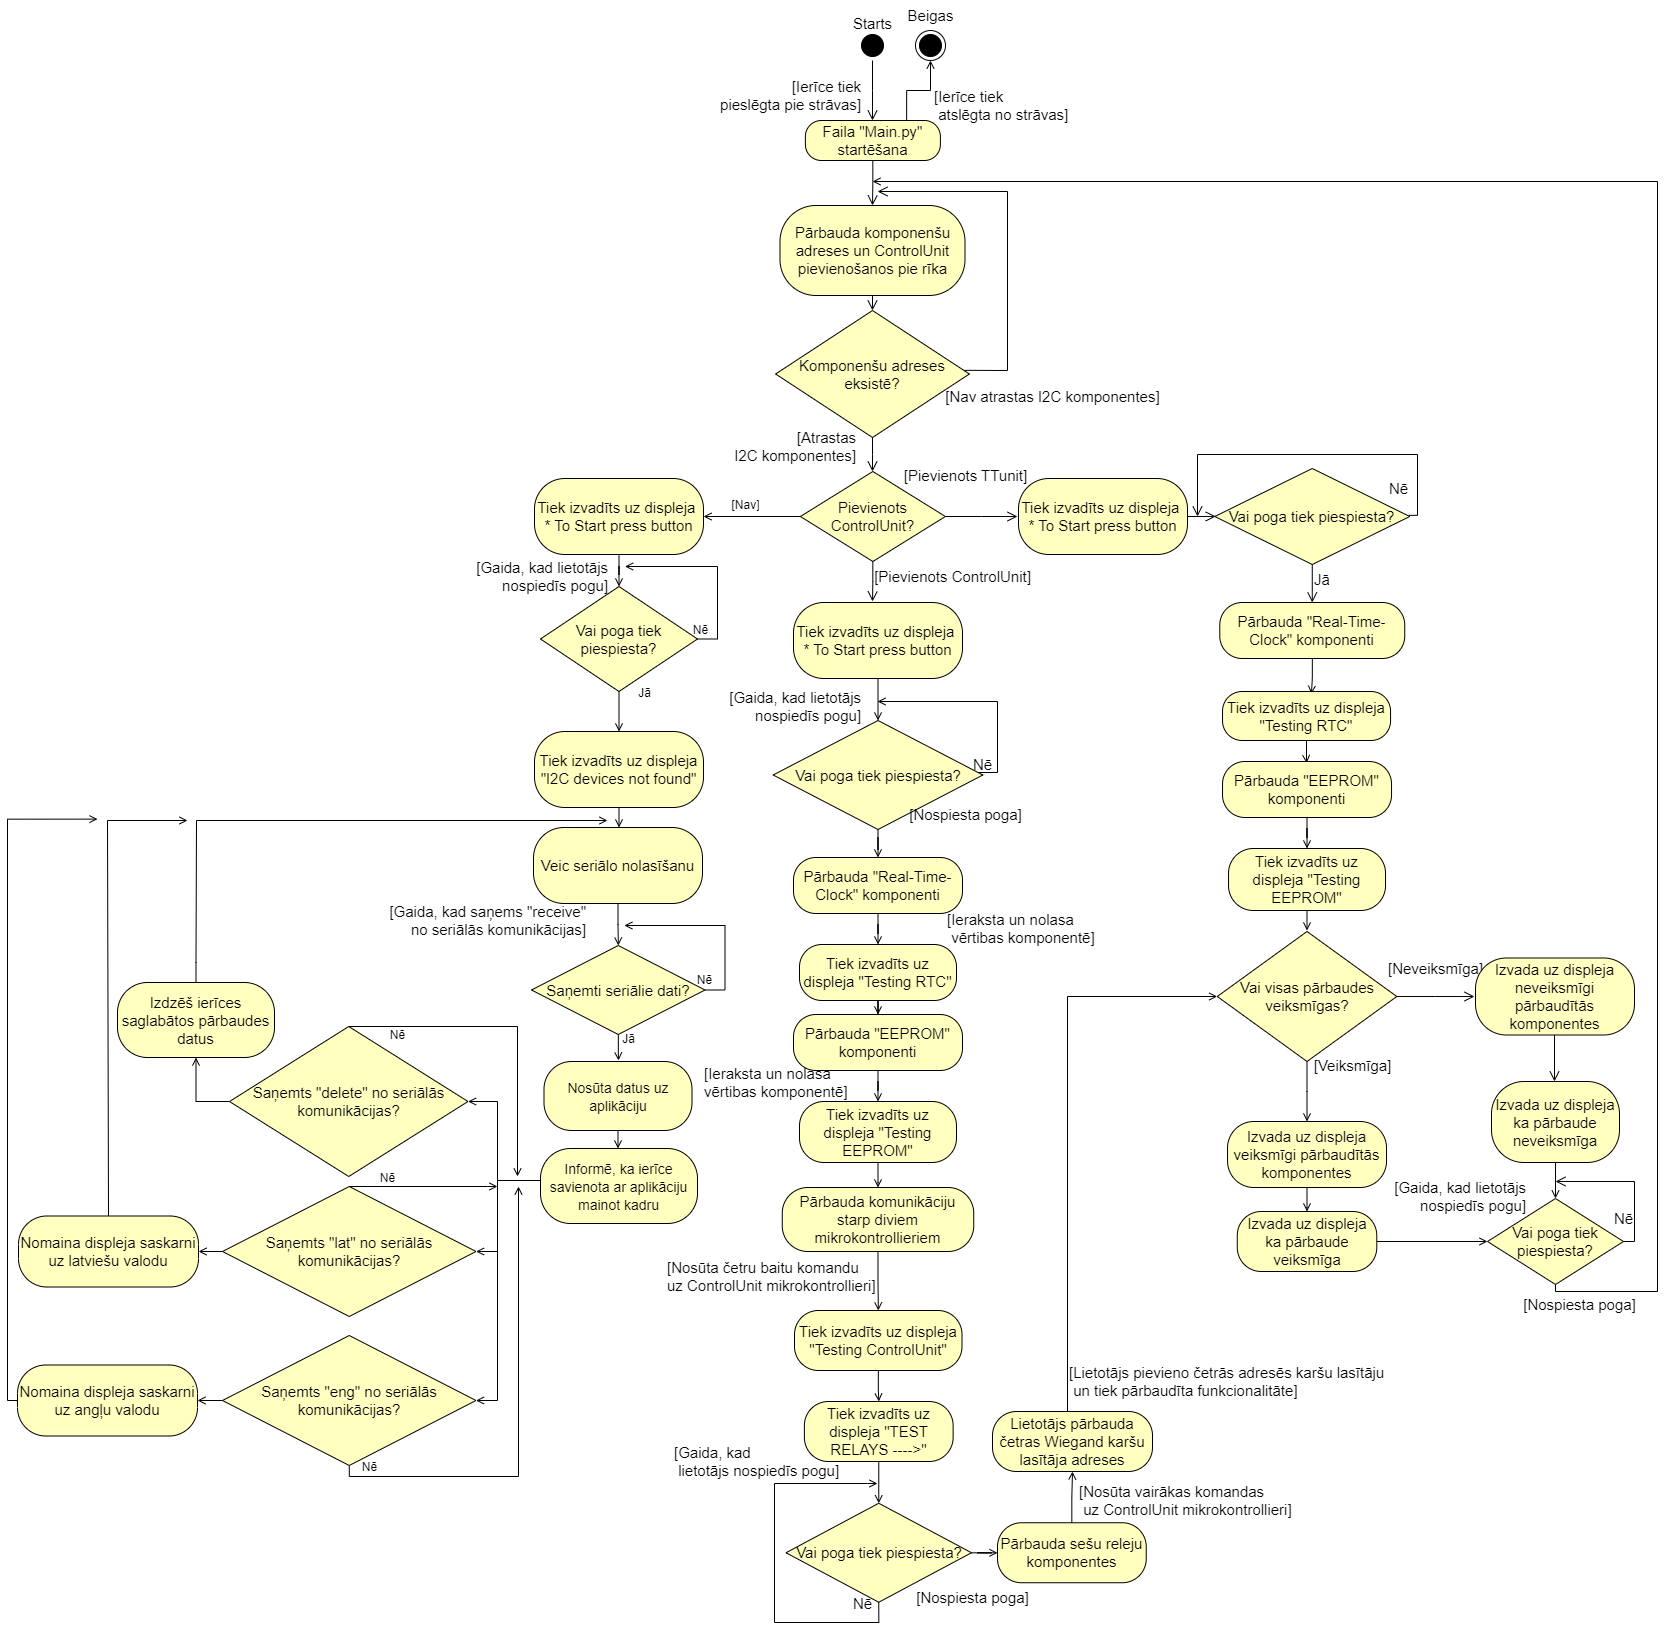 Starts
Beigas
[Ierīce tiek
pieslēgta pie strāvas]
[Ierīce tiek
atslēgta no strāvas]
Faila "Main.py"
startēšana
Pārbauda komponenšu
adreses un ControlUnit
pievienošanos pie rīka
Komponenšu adreses
eksistē?
[Nav atrastas I2C komponentes]
[Atrastas
I2C komponentes]
Pievienots
ControlUnit?
[Nav]
[Pievienots TTunit]
[Pievienots ControlUnit]
Tiek izvadīts uz displeja
* To Start press button
[Gaida, kad lietotājs
nospiedīs pogu]
Vai poga tiek
piespiesta?
Nē
Jā
Tiek izvadīts uz displeja
"I2C devices not found"
Veic seriālo nolasīšanu
[Gaida, kad saņems "receive"
no seriālās komunikācijas]
Saņemti seriālie dati?
Nē
Jā
Nosūta datus uz
aplikāciju
Informē, ka ierīce
savienota ar aplikāciju
mainot kadru
Izdzēš ierīces
saglabātos pārbaudes
datus
Nē
Saņemts "delete" no seriālās
komunikācijas?
Nē
Nomaina displeja saskarni
uz latviešu valodu
Saņemts "lat" no seriālās
komunikācijas?
Nomaina displeja saskarni
uz angļu valodu
Saņemts "eng" no seriālās
komunikācijas?
Nē
Tiek izvadīts uz displeja
* To Start press button
[Gaida, kad lietotājs
nospiedīs pogu]
Vai poga tiek piespiesta?
Nē
[Nospiesta poga]
Pārbauda "Real-Time-
Clock" komponenti
[Ieraksta un nolasa
vērtības komponentē]
Tiek izvadīts uz
displeja "Testing RTC"
Pārbauda "EEPROM"
komponenti
[Ieraksta un nolasa
vērtības komponentē]
Tiek izvadīts uz
displeja "Testing
EEPROM"
Pārbauda komunikāciju
starp diviem
mikrokontrollieriem
[Nosūta četru baitu komandu
uz ControlUnit mikrokontrollieri]
Tiek izvadīts uz displeja
"Testing ControlUnit"
Tiek izvadīts uz
displeja "TEST
RELAYS ---->"
[Gaida, kad
lietotājs nospiedīs pogu]
Vai poga tiek piespiesta?
Nē
[Nospiesta poga]
Pārbauda sešu releju
komponentes
[Nosūta vairākas komandas
uz ControlUnit mikrokontrollieri]
Lietotājs pārbauda
četras Wiegand karšu
lasītāja adreses
[Lietotājs pievieno četrās adresēs karšu lasītāju
un tiek pārbaudīta funkcionalitāte]
Tiek izvadīts uz displeja
* To Start press button
Nē
Vai poga tiek piespiesta?
Jā
Pārbauda "Real-Time-
Clock" komponenti
Tiek izvadīts uz displeja
"Testing RTC"
Pārbauda "EEPROM"
komponenti
Tiek izvadīts uz
displeja "Testing
EEPROM"
Vai visas pārbaudes
veiksmīgas?
[Neveiksmīga]
[Veiksmīga]
Izvada uz displeja
neveiksmīgi
pārbaudītās
komponentes
Izvada uz displeja
ka pārbaude
neveiksmīga
Izvada uz displeja
veiksmīgi pārbaudītās
komponentes
Izvada uz displeja
ka pārbaude
veiksmīga
[Gaida, kad lietotājs
nospiedīs pogu]
Vai poga tiek
piespiesta?
Nē
[Nospiesta poga]